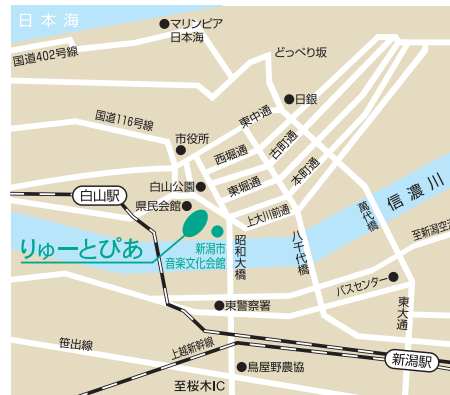 日本海
マリンピア
日本海
国道402号線
どっぺり坂
日銀
国道116号線
東中通
市役所
西堀通
古町通
本町通
東堀通
白山公園
白山駅
県民会館
上大川前通
信濃川
萬代橋
りゅーとぴあ
新潟市
音楽文化会館
昭和大橋
八千代橋
至新潟空港
バスセンター
東警察署
東大通
笹出線
上越新幹線
新潟駅
鳥屋野農協
至桜木IC